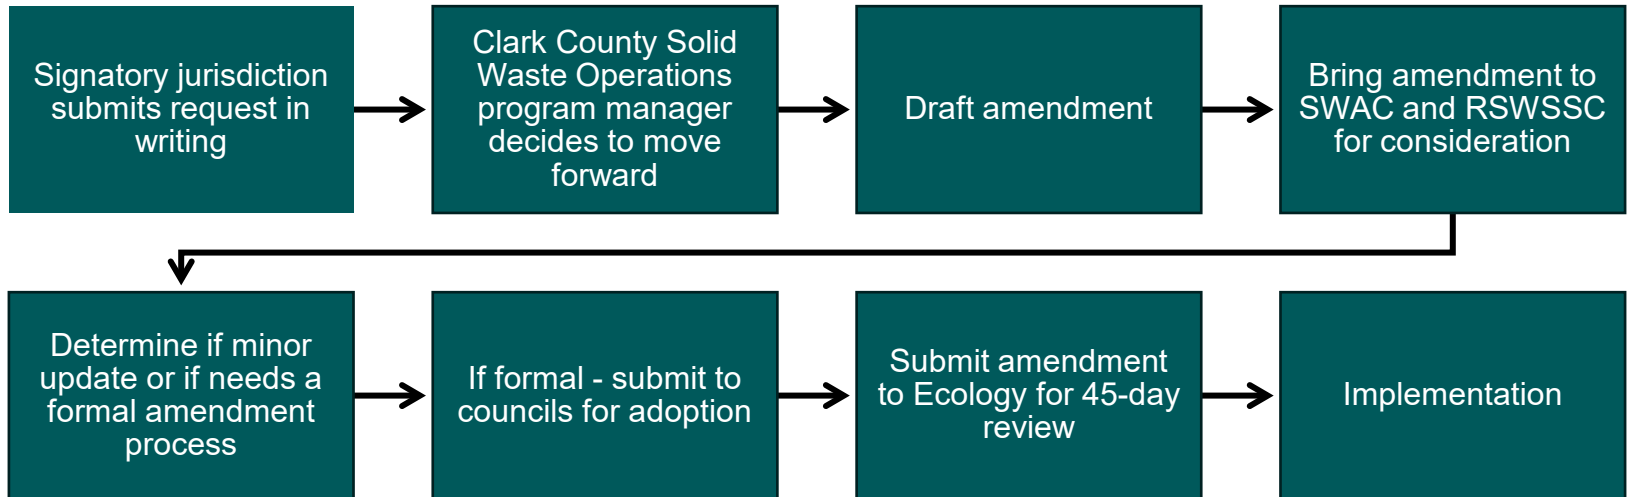 Signatory jurisdiction
submits request in
writing
Clark County Solid
Waste Operations
program manager
decides to move
forward
Draft amendment
Bring amendment to
SWAC and RSWSSC
for consideration
Determine if minor
update or if needs a
formal amendment
process
If formal - submit to
councils for adoption
Submit amendment
to Ecology for 45-day
review
Implementation